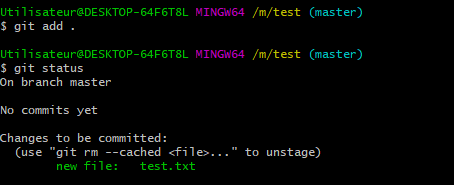 Utilisateur@DESKTOP-64F6T8L MINGW64 /m/test (master)
$ git add .
Utilisateur@DESKTOP-64F6T8L MINGW64 /m/test (master)
$ git status
On branch master
No commits yet
Changes to be committed:
(use "git rm --cached <file>..." to unstage)
new file:   test.txt